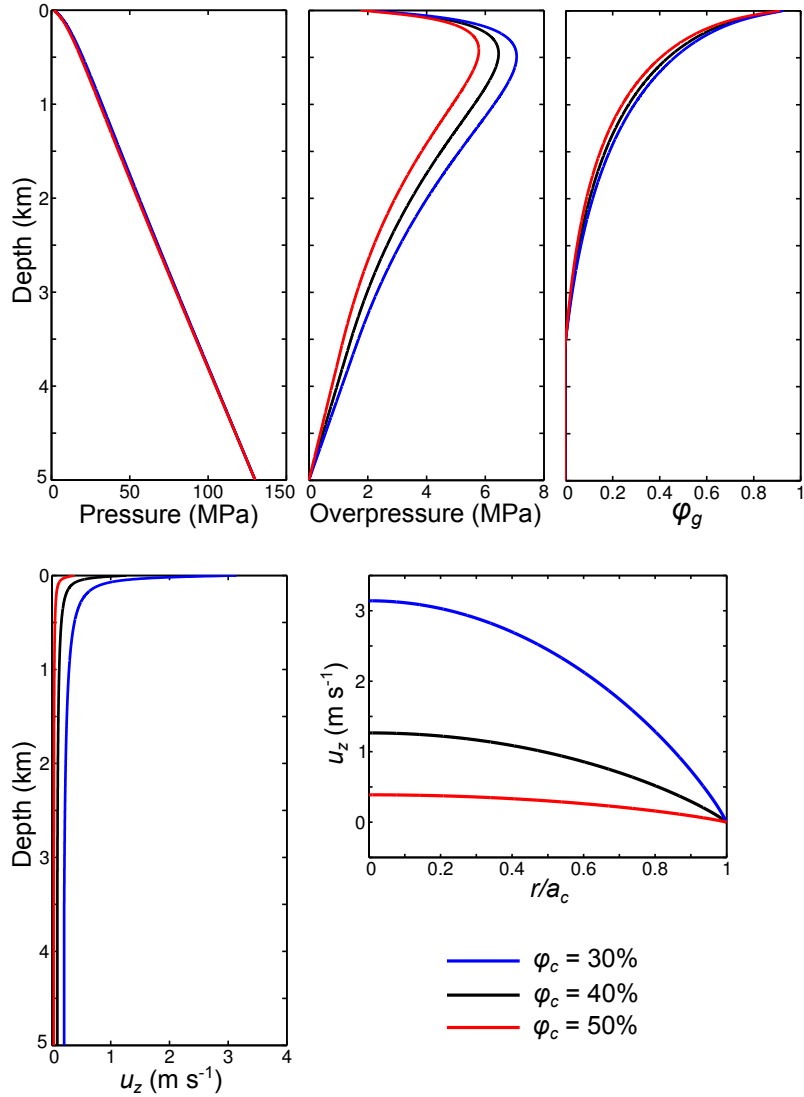 0
1
2
3
4
5
Depth (km)
0 50 100 150
Pressure (MPa)
0 2 4 6 8
Overpressure (MPa)
0 0.2 0.4 0.6 0.8 1
φg
0
1
2
3
4
5
Depth (km)
0 1 2 3 4
uz (m s-1)
3
2
1
0
uz (m s-1)
0 0.2 0.4 0.6 0.8 1
r/ac
φc = 30%
φc = 40%
φc = 50%